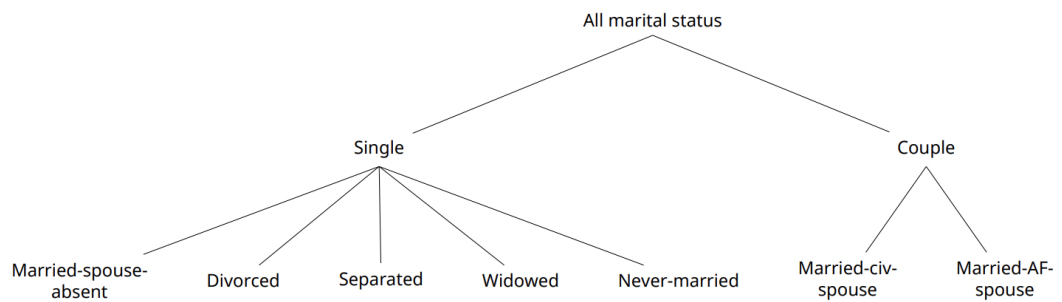 All marital status
Single
Couple
Married-spouse-
absent
Divorced
Separated
Widowed
Never-married
Married-civ-
spouse
Married-AF-
spouse